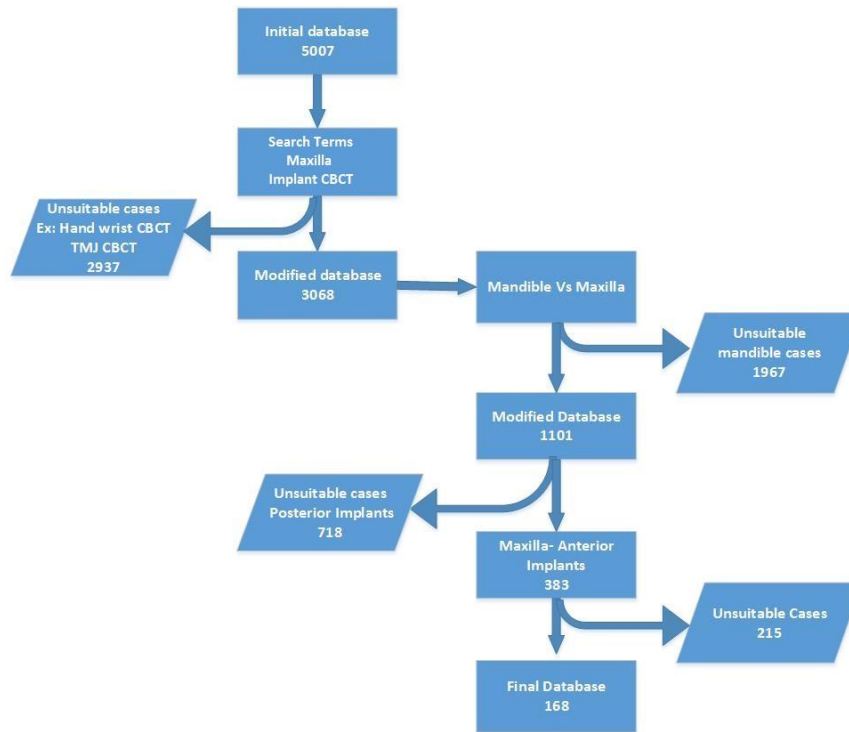 Initial database
5007
Search Terms
Maxilla
Implant CBCT
Unsuitable cases
Ex: Hand wrist CBCT
TMJ CBCT
2937
Modified database
3068
Mandible Vs Maxilla
Unsuitable
mandible cases
1967
Modified Database
1101
Unsuitable cases
Posterior Implants
718
Maxilla- Anterior
Implants
383
Unsuitable Cases
215
Final Database
168